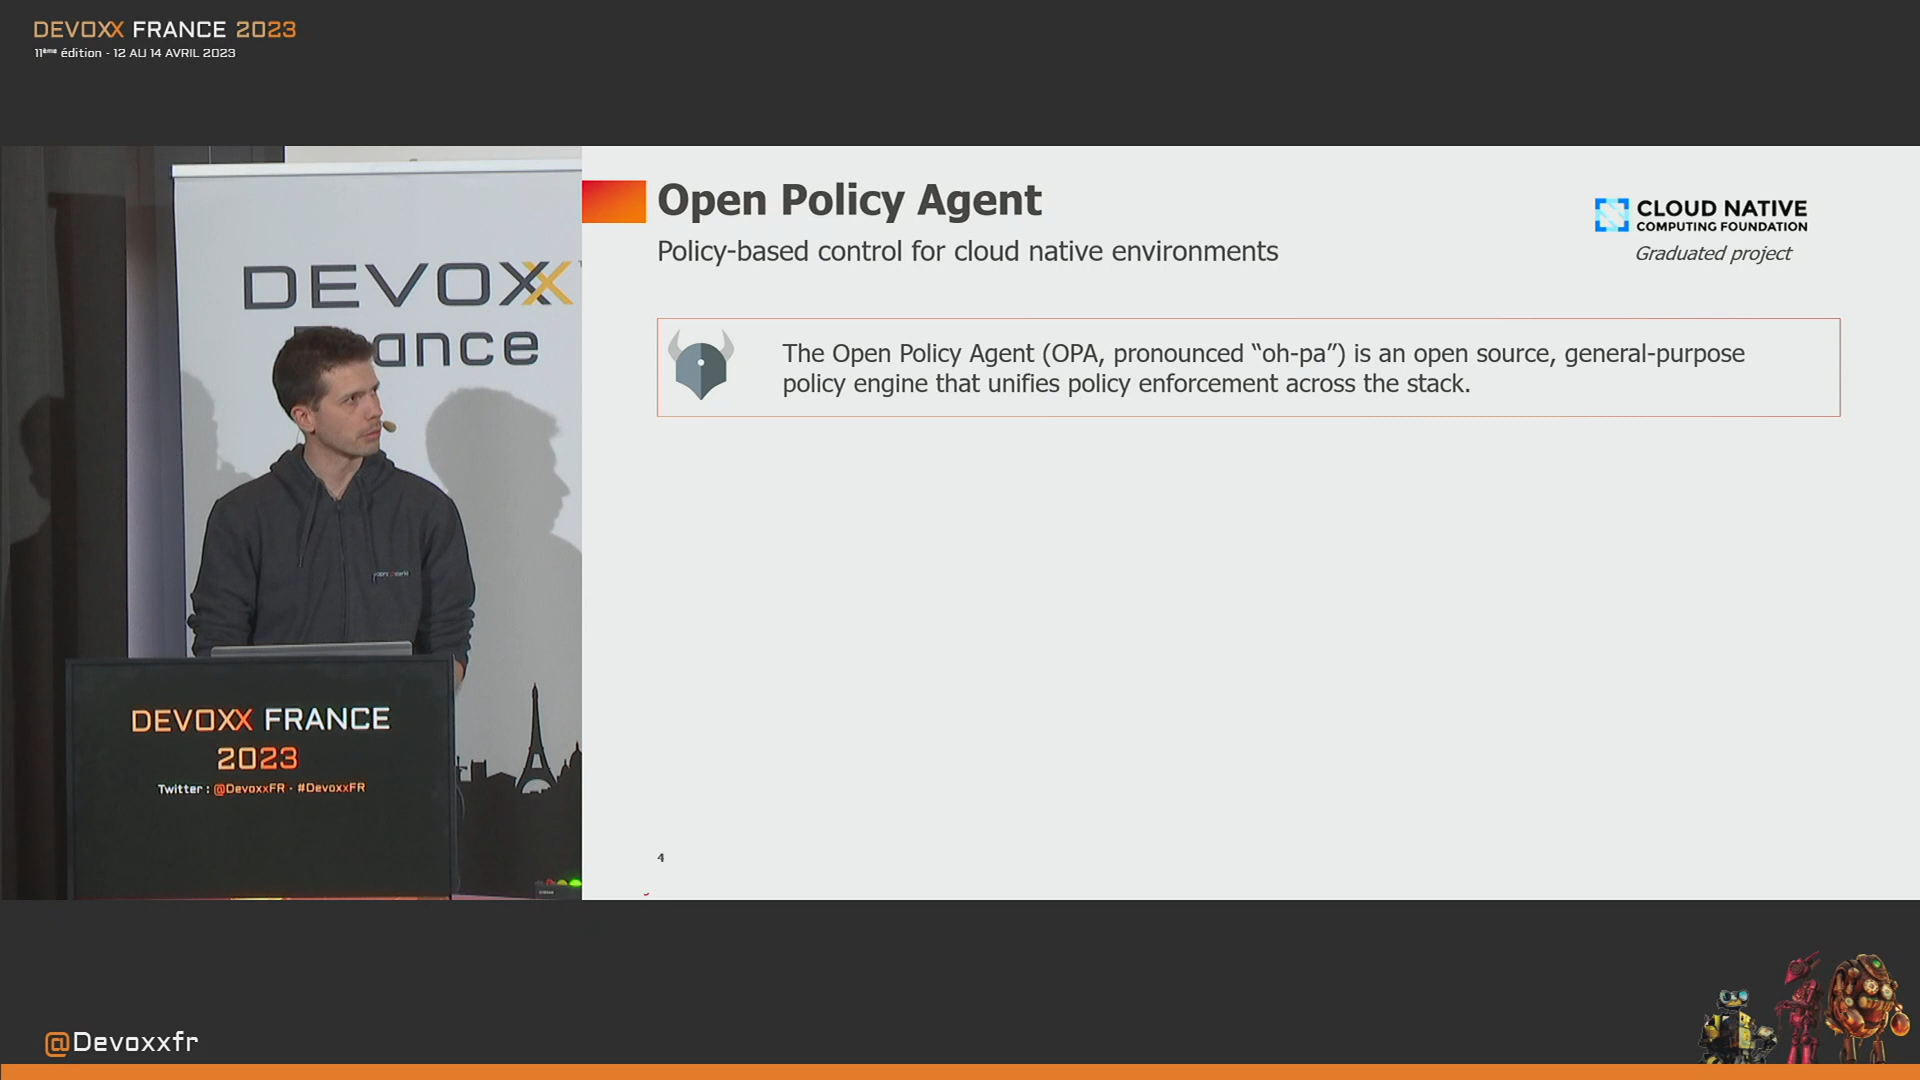 DEVOXX FRANCE 2023
11ème édition - 12 AU 14 AVRIL 2023
DEVOXX
France
DEVOXX FRANCE
2023
Twitter : @DevoxxFR - #DevoxxFR
Open Policy Agent
Policy-based control for cloud native environments
CLOUD NATIVE
COMPUTING FOUNDATION
Graduated project
The Open Policy Agent (OPA, pronounced “oh-pa”) is an open source, general-purpose
policy engine that unifies policy enforcement across the stack.
4
@Devoxxfr